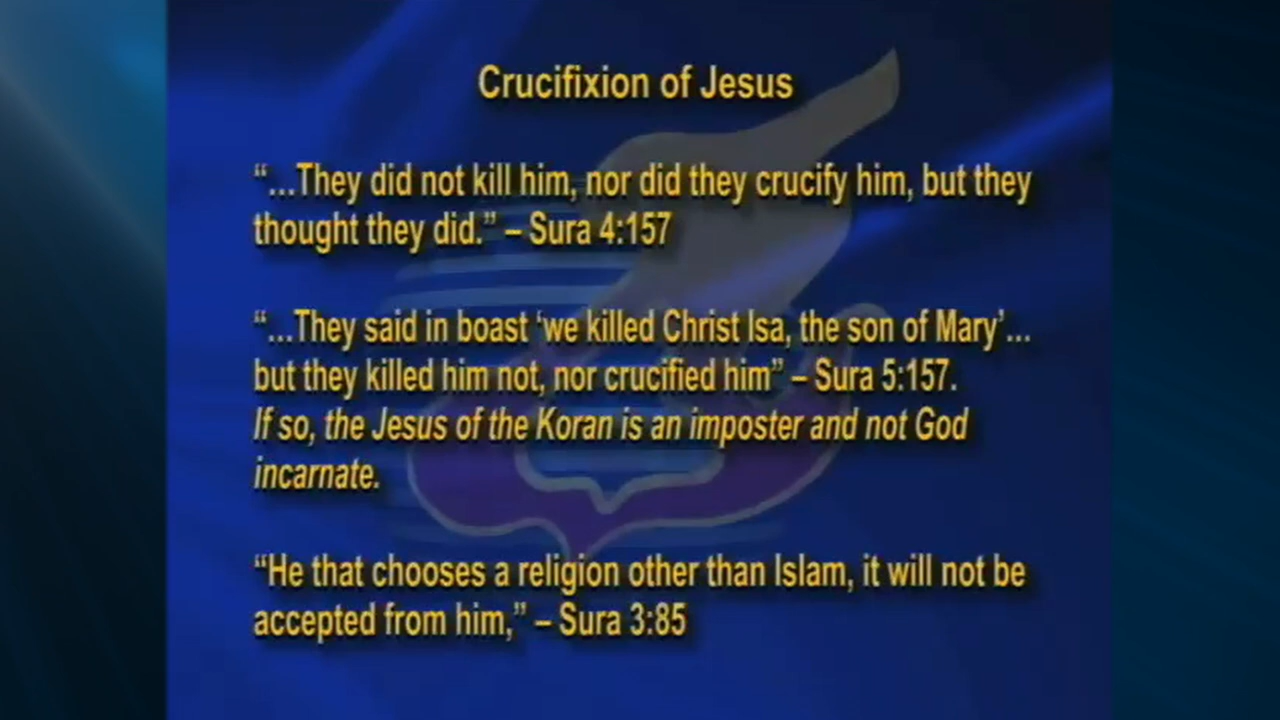 Crucifixion of Jesus
“...They did not kill him, nor did they crucify him, but they
thought they did.” – Sura 4:157
“...They said in boast ‘we killed Christ Isa, the son of Mary’...
but they killed him not, nor crucified him” – Sura 5:157.
If so, the Jesus of the Koran is an imposter and not God
incarnate.
“He that chooses a religion other than Islam, it will not be
accepted from him,” – Sura 3:85